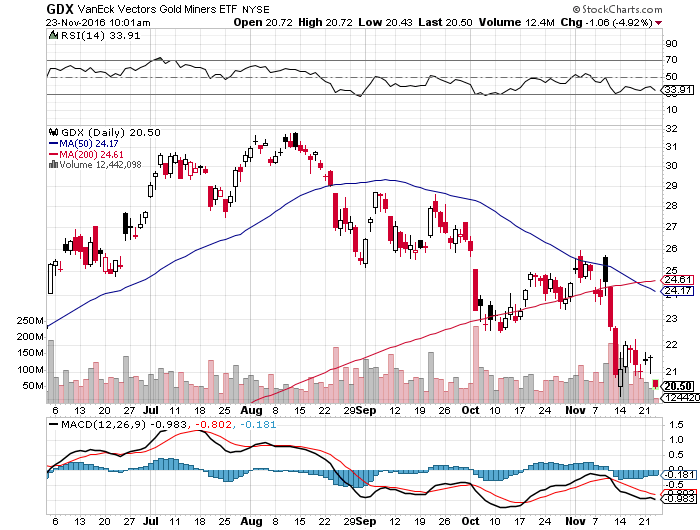 GDX VanEck Vectors Gold Miners ETF NYSE © StockCharts.com
23-Nov-2016 10:01am Open 20.72 High 20.72 Low 20.43 Last 20.50 Volume 12.4M Chg -1.06 (-4.92%)
RSI(14) 33.91
90
70
50
33.91
30
10
GDX (Daily) 20.50
MA(50) 24.17
MA(200) 24.61
Volume 12,442,098
32
31
30
29
28
27
26
25
24.61
24.17
24
23
22
21
20.50
124420
250M
200M
150M
100M
50M
6 13 20 27 Jul 11 18 25 Aug 8 15 22 29 Sep 12 19 26 Oct 10 17 24 Nov 7 14 21
MACD(12,26,9) -0.983, -0.802, -0.181
1.5
1.0
0.5
0.0
-0.181
-0.5
-0.802
-0.983
6 13 20 27 Jul 11 18 25 Aug 8 15 22 29 Sep 12 19 26 Oct 10 17 24 Nov 7 14 21